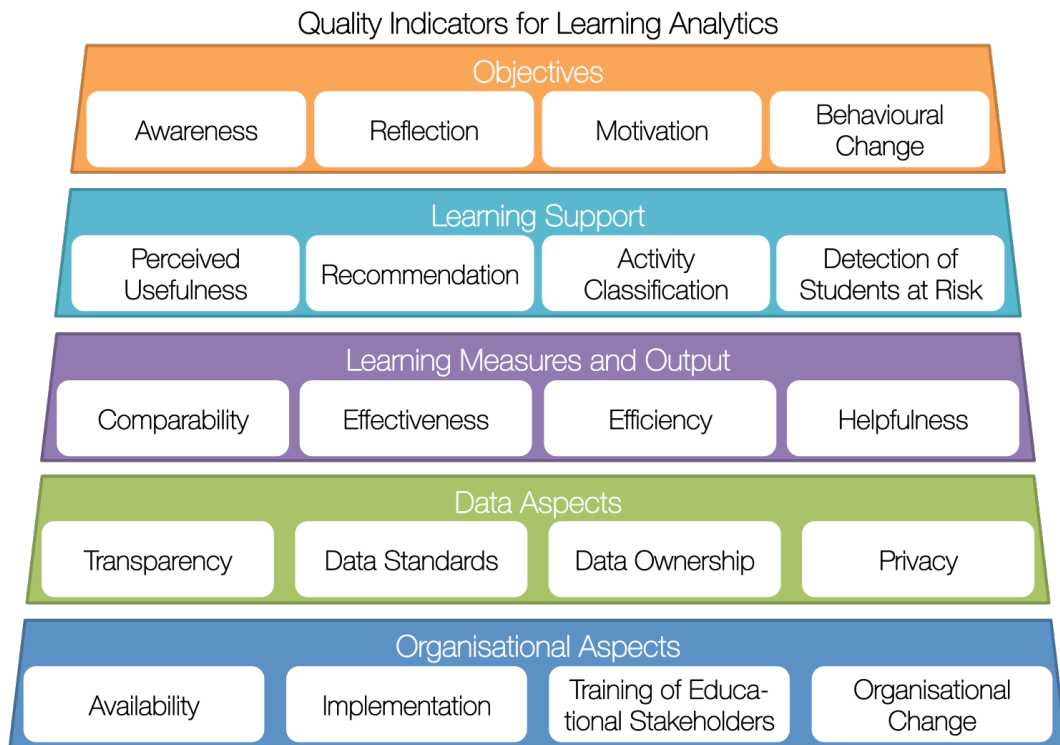 Quality Indicators for Learning Analytics
Objectives
Awareness
Reflection
Motivation
Behavioural
Change
Learning Support
Perceived
Usefulness
Recommendation
Activity
Classification
Detection of
Students at Risk
Learning Measures and Output
Comparability
Effectiveness
Efficiency
Helpfulness
Data Aspects
Transparency
Data Standards
Data Ownership
Privacy
Organisational Aspects
Availability
Implementation
Training of Educa-
tional Stakeholders
Organisational
Change